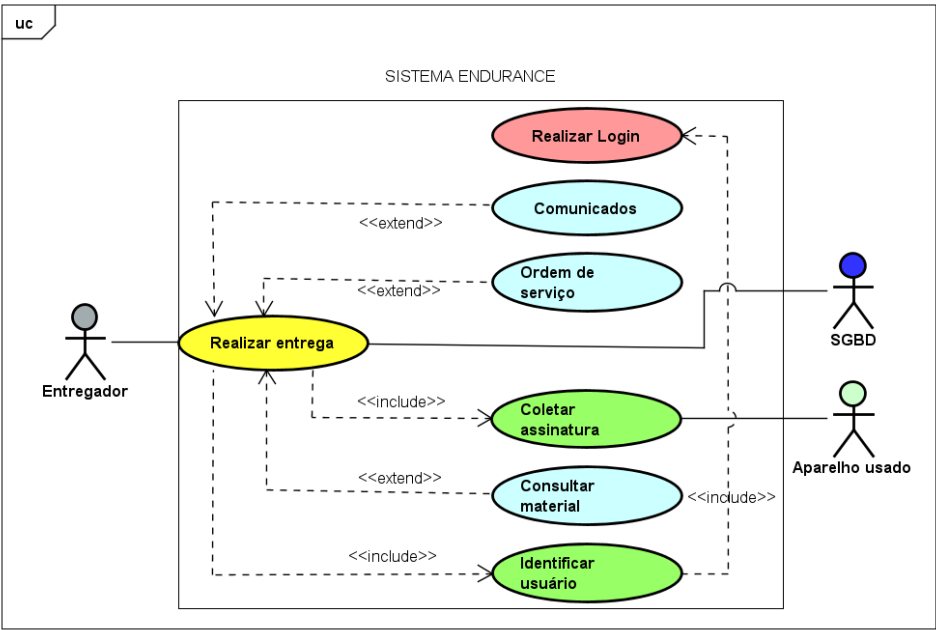 uc
SISTEMA ENDURANCE
Realizar Login
Comunicados
<<extend>>
Ordem de
serviço
<<extend>>
Realizar entrega
SGBD
Entregador
<<include>>
Coletar
assinatura
Aparelho usado
<<extend>>
Consultar
material
<<include>>
<<include>>
Identificar
usuário